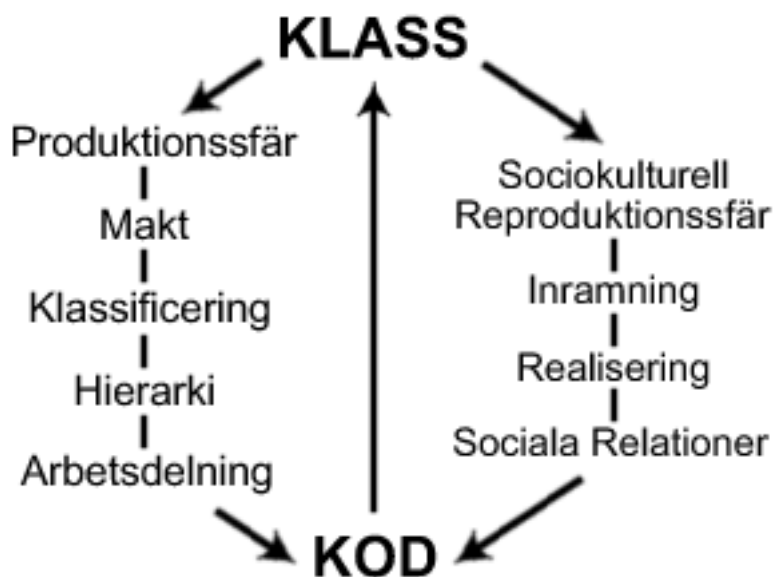 KLASS
Produktionssfär
Makt
Klassificering
Hierarki
Arbetsdelning
Sociokulturell
Reproduktionssfär
Inramning
Realisering
Sociala Relationer
KOD